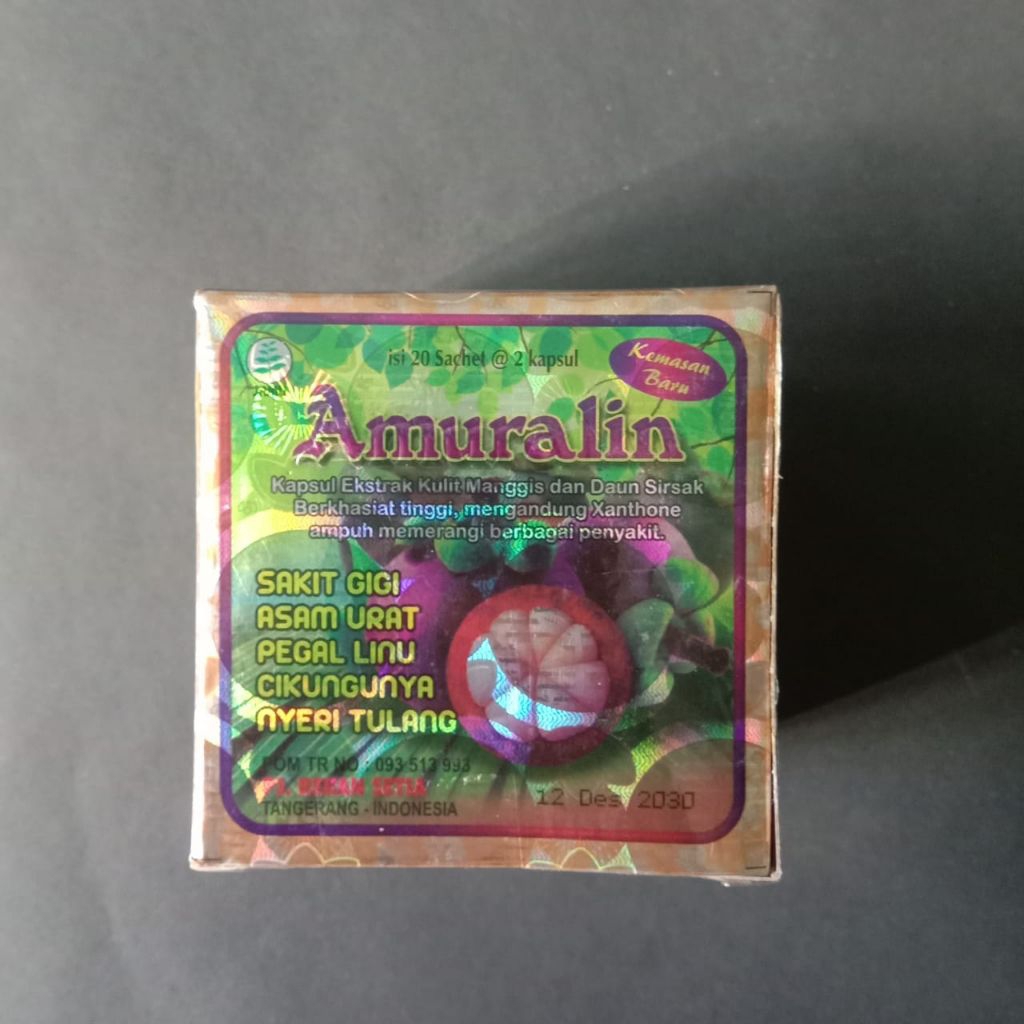 isi 20 Sachet @ 2 kapsul
Kemasan
Baru
Amuralin
Kapsul Ekstrak Kulit Manggis dan Daun Sirsak
Berkhasiat tinggi, mengandung Xanthone
ampuh memerangi berbagai penyakit.
SAKIT GIGI
ASAM URAT
PEGAL LINU
CIKUNGUNYA
NYERI TULANG
POM TR NO : 093 513 993
PJ. SETIA
TANGERANG - INDONESIA
12 Des 2030